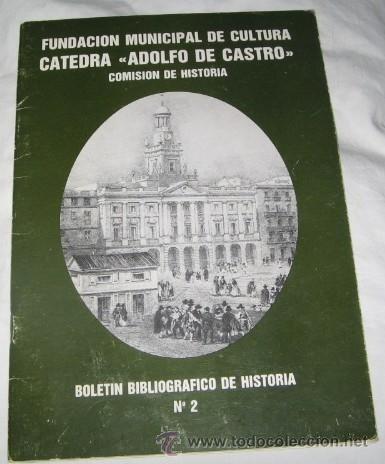 FUNDACION MUNICIPAL DE CULTURA
CATEDRA «ADOLFO DE CASTRO»
COMISION DE HISTORIA
BOLETIN BIBLIOGRAFICO DE HISTORIA
Nº 2
www.todocoleccion.net